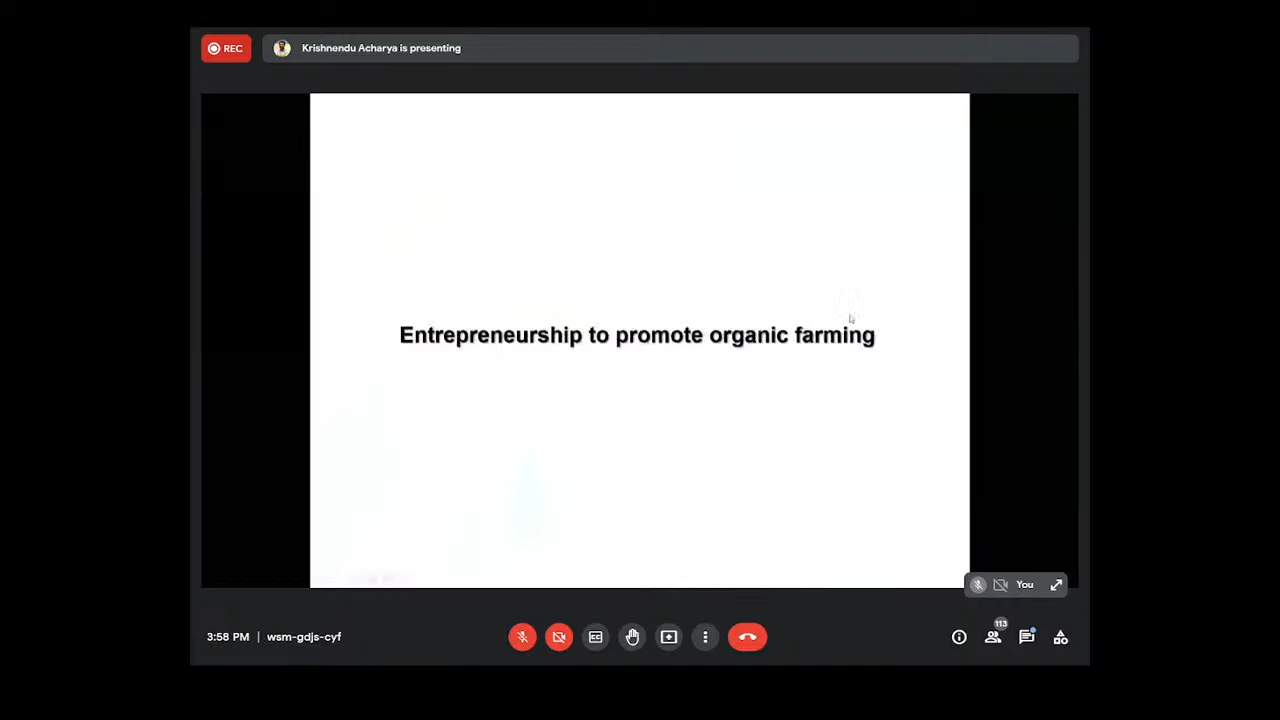 REC
Krishnendu Acharya is presenting
Entrepreneurship to promote organic farming
You
3:58 PM | wsm-gdjs-cyf
113